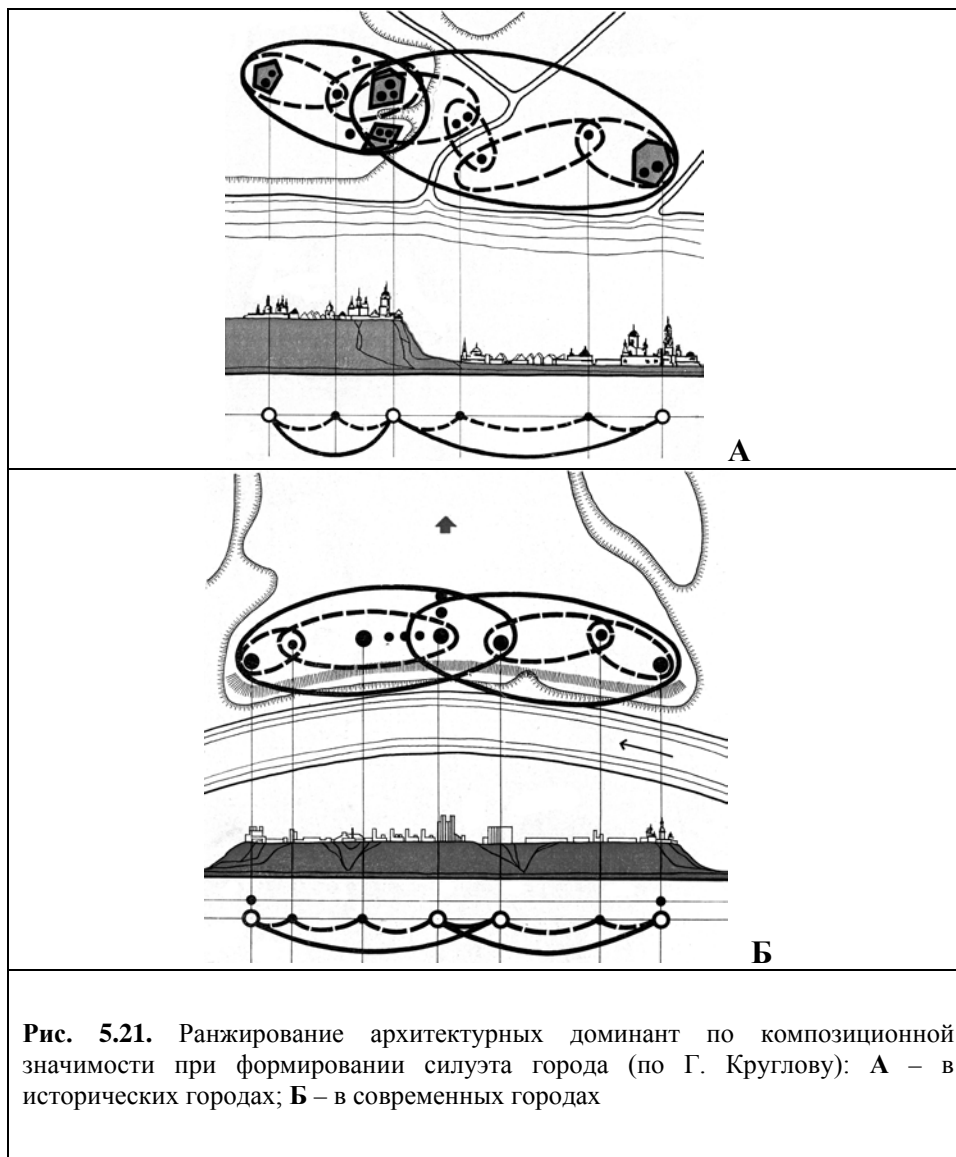 А
Б
Рис. 5.21. Ранжирование архитектурных доминант по композиционной
значимости при формировании силуэта города (по Г. Круглову): А – в
исторических городах; Б – в современных городах